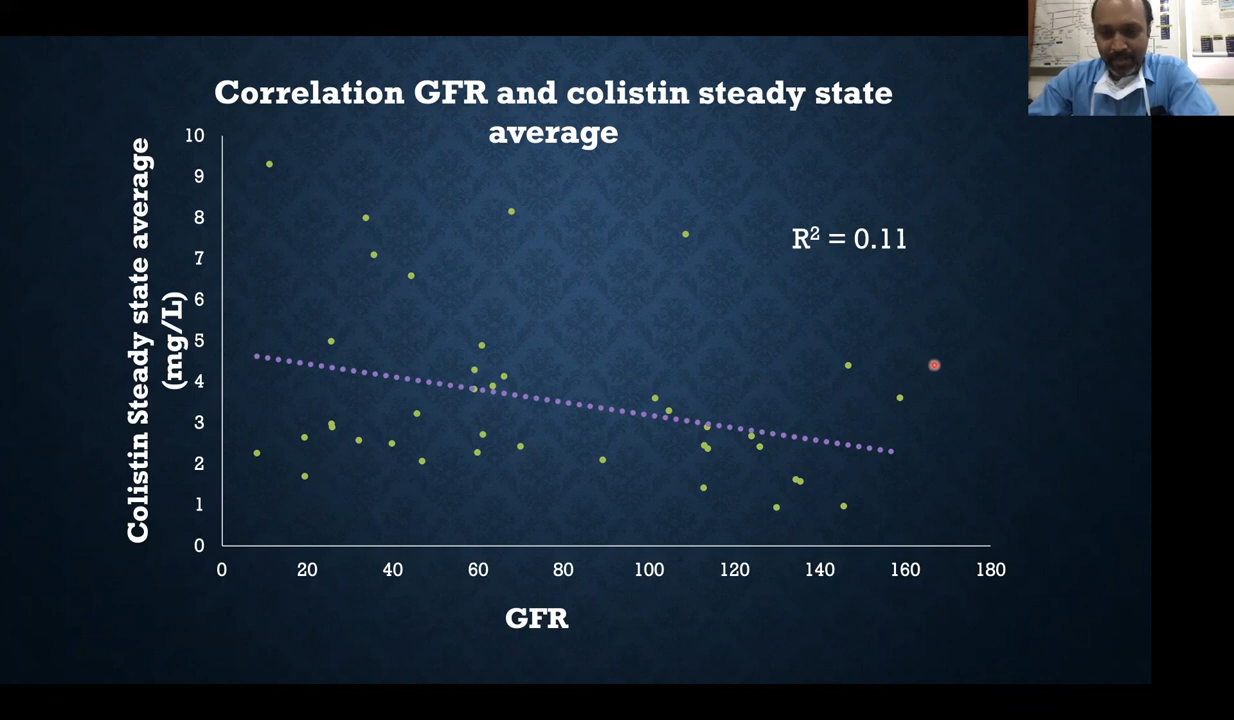 Correlation GFR and colistin steady state
average
Colistin Steady state average
(mg/L)
10
9
8
7
6
5
4
3
2
1
0
R² = 0.11
0 20 40 60 80 100 120 140 160 180
GFR